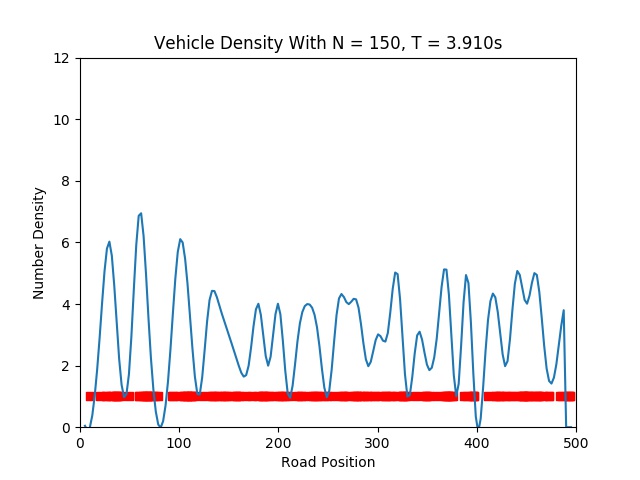 Vehicle Density With N = 150, T = 3.910s
12
10
8
6
4
2
0
Number Density
0 100 200 300 400 500
Road Position